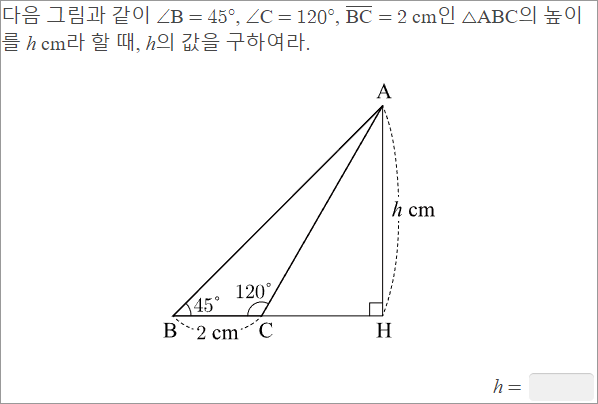 다음 그림과 같이 ∠B = 45°, ∠C = 120°, B̅C̅ = 2 cm인 △ABC의 높이
를 h cm라 할 때, h의 값을 구하여라.
A
h cm
120°
45°
B
2 cm
C
H
h =